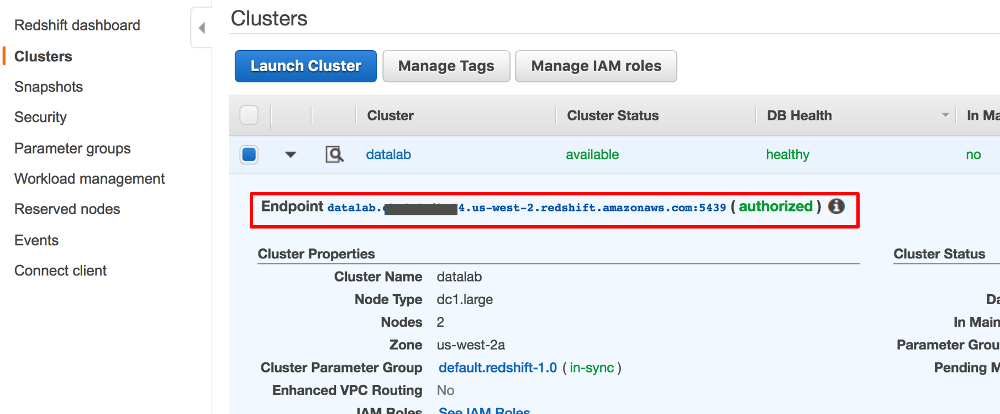 Redshift dashboard
Clusters
Snapshots
Security
Parameter groups
Workload management
Reserved nodes
Events
Connect client
Clusters
Launch Cluster Manage Tags Manage IAM roles
Cluster Cluster Status DB Health In Ma
datalab available healthy no
Endpoint datalab. 4.us-west-2.redshift.amazonaws.com:5439 ( authorized )
Cluster Properties
Cluster Name datalab
Node Type dc1.large
Nodes 2
Zone us-west-2a
Cluster Parameter Group default.redshift-1.0 ( in-sync )
Enhanced VPC Routing No
IAM Roles See IAM Roles
Cluster Status
Da
In Main
Parameter Grou
Pending M